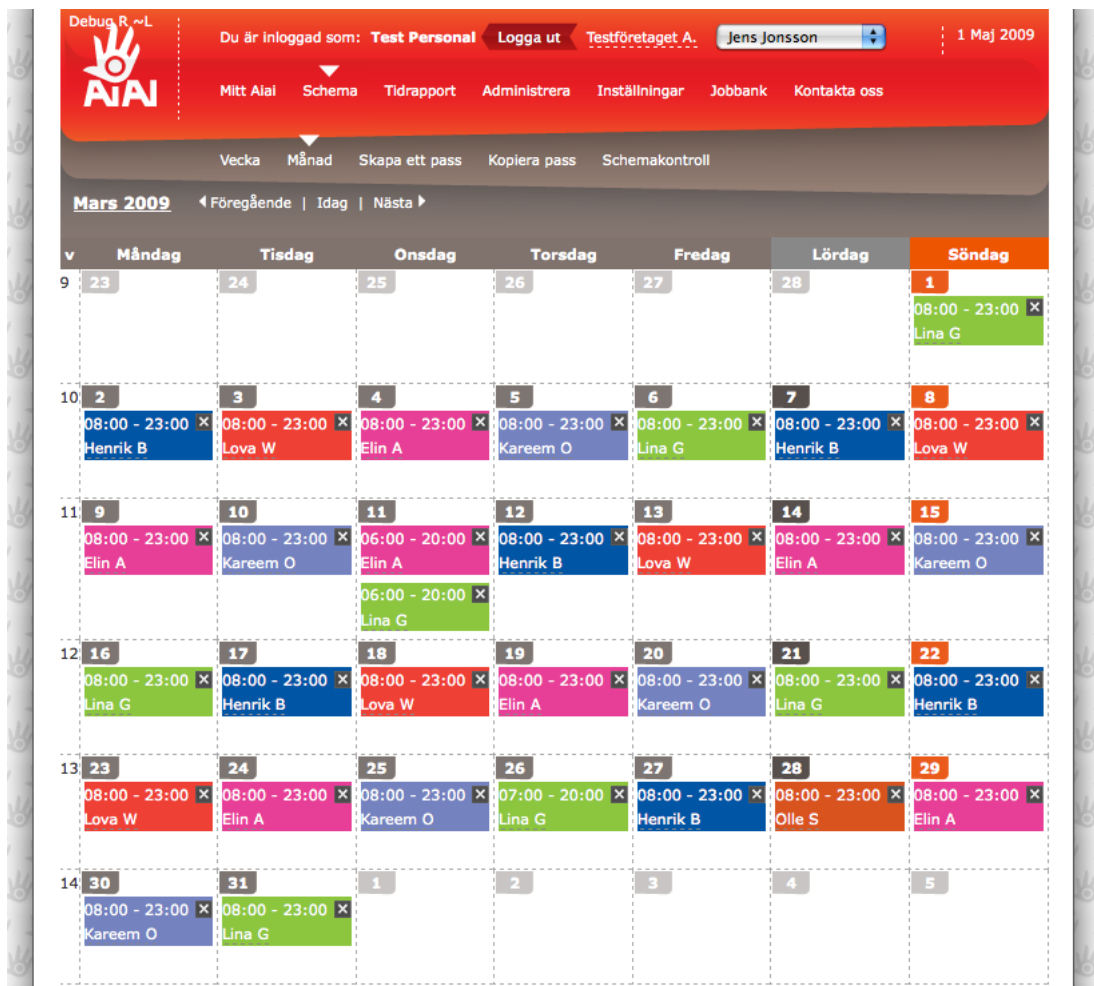 Debug R ~L
AiAI
Du är inloggad som: Test Personal Logga ut Testföretaget A. Jens Jonsson 1 Maj 2009
Mitt Aiai Schema Tidrapport Administrera Inställningar Jobbank Kontakta oss
Vecka Månad Skapa ett pass Kopiera pass Schemakontroll
Mars 2009 Föregående | Idag | Nästa
v Måndag Tisdag Onsdag Torsdag Fredag Lördag Söndag
9 23 24 25 26 27 28 1
08:00 - 23:00
Lina G
10 2 3 4 5 6 7 8
08:00 - 23:00 08:00 - 23:00 08:00 - 23:00 08:00 - 23:00 08:00 - 23:00 08:00 - 23:00 08:00 - 23:00
Henrik B Lova W Elin A Kareem O Lina G Henrik B Lova W
11 9 10 11 12 13 14 15
08:00 - 23:00 08:00 - 23:00 06:00 - 20:00 08:00 - 23:00 08:00 - 23:00 08:00 - 23:00 08:00 - 23:00
Elin A Kareem O Elin A Henrik B Lova W Elin A Kareem O
06:00 - 20:00
Lina G
12 16 17 18 19 20 21 22
08:00 - 23:00 08:00 - 23:00 08:00 - 23:00 08:00 - 23:00 08:00 - 23:00 08:00 - 23:00 08:00 - 23:00
Lina G Henrik B Lova W Elin A Kareem O Lina G Henrik B
13 23 24 25 26 27 28 29
08:00 - 23:00 08:00 - 23:00 08:00 - 23:00 07:00 - 20:00 08:00 - 23:00 08:00 - 23:00 08:00 - 23:00
Lova W Elin A Kareem O Lina G Henrik B Olle S Elin A
14 30 31 1 2 3 4 5
08:00 - 23:00 08:00 - 23:00
Kareem O Lina G